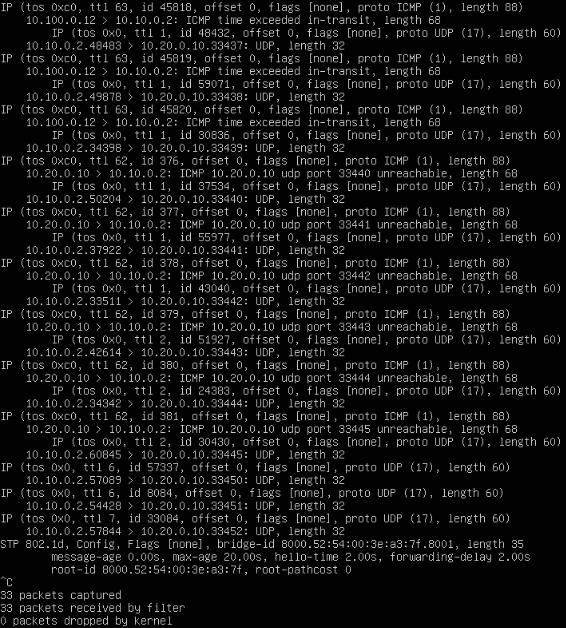 IP (tos 0xc0, ttl 63, id 45818, offset 0, flags [none], proto ICMP (1), length 88)
10.100.0.12 > 10.10.0.2: ICMP time exceeded in-transit, length 68
IP (tos 0x0, ttl 1, id 48432, offset 0, flags [none], proto UDP (17), length 60)
10.10.0.2.48483 > 10.20.0.10.33437: UDP, length 32
IP (tos 0xc0, ttl 63, id 45819, offset 0, flags [none], proto ICMP (1), length 88)
10.100.0.12 > 10.10.0.2: ICMP time exceeded in-transit, length 68
IP (tos 0x0, ttl 1, id 59071, offset 0, flags [none], proto UDP (17), length 60)
10.10.0.2.49878 > 10.20.0.10.33438: UDP, length 32
IP (tos 0xc0, ttl 63, id 45820, offset 0, flags [none], proto ICMP (1), length 88)
10.100.0.12 > 10.10.0.2: ICMP time exceeded in-transit, length 68
IP (tos 0x0, ttl 1, id 30836, offset 0, flags [none], proto UDP (17), length 60)
10.10.0.2.34398 > 10.20.0.10.33439: UDP, length 32
IP (tos 0xc0, ttl 62, id 376, offset 0, flags [none], proto ICMP (1), length 88)
10.20.0.10 > 10.10.0.2: ICMP 10.20.0.10 udp port 33440 unreachable, length 68
IP (tos 0x0, ttl 1, id 37534, offset 0, flags [none], proto UDP (17), length 60)
10.10.0.2.50204 > 10.20.0.10.33440: UDP, length 32
IP (tos 0xc0, ttl 62, id 377, offset 0, flags [none], proto ICMP (1), length 88)
10.20.0.10 > 10.10.0.2: ICMP 10.20.0.10 udp port 33441 unreachable, length 68
IP (tos 0x0, ttl 1, id 55977, offset 0, flags [none], proto UDP (17), length 60)
10.10.0.2.37922 > 10.20.0.10.33441: UDP, length 32
IP (tos 0xc0, ttl 62, id 378, offset 0, flags [none], proto ICMP (1), length 88)
10.20.0.10 > 10.10.0.2: ICMP 10.20.0.10 udp port 33442 unreachable, length 68
IP (tos 0x0, ttl 1, id 43040, offset 0, flags [none], proto UDP (17), length 60)
10.10.0.2.33511 > 10.20.0.10.33442: UDP, length 32
IP (tos 0xc0, ttl 62, id 379, offset 0, flags [none], proto ICMP (1), length 88)
10.20.0.10 > 10.10.0.2: ICMP 10.20.0.10 udp port 33443 unreachable, length 68
IP (tos 0x0, ttl 2, id 51927, offset 0, flags [none], proto UDP (17), length 60)
10.10.0.2.42614 > 10.20.0.10.33443: UDP, length 32
IP (tos 0xc0, ttl 62, id 380, offset 0, flags [none], proto ICMP (1), length 88)
10.20.0.10 > 10.10.0.2: ICMP 10.20.0.10 udp port 33444 unreachable, length 68
IP (tos 0x0, ttl 2, id 24383, offset 0, flags [none], proto UDP (17), length 60)
10.10.0.2.34342 > 10.20.0.10.33444: UDP, length 32
IP (tos 0xc0, ttl 62, id 381, offset 0, flags [none], proto ICMP (1), length 88)
10.20.0.10 > 10.10.0.2: ICMP 10.20.0.10 udp port 33445 unreachable, length 68
IP (tos 0x0, ttl 2, id 30430, offset 0, flags [none], proto UDP (17), length 60)
10.10.0.2.60845 > 10.20.0.10.33445: UDP, length 32
IP (tos 0x0, ttl 6, id 57337, offset 0, flags [none], proto UDP (17), length 60)
10.10.0.2.57089 > 10.20.0.10.33450: UDP, length 32
IP (tos 0x0, ttl 6, id 8084, offset 0, flags [none], proto UDP (17), length 60)
10.10.0.2.54428 > 10.20.0.10.33451: UDP, length 32
IP (tos 0x0, ttl 7, id 33084, offset 0, flags [none], proto UDP (17), length 60)
10.10.0.2.57844 > 10.20.0.10.33452: UDP, length 32
STP 802.1d, Config, Flags [none], bridge-id 8000.52:54:00:3e:a3:7f.8001, length 35
message-age 0.00s, max-age 20.00s, hello-time 2.00s, forwarding-delay 2.00s
root-id 8000.52:54:00:3e:a3:7f, root-pathcost 0
^C
33 packets captured
33 packets received by filter
0 packets dropped by kernel